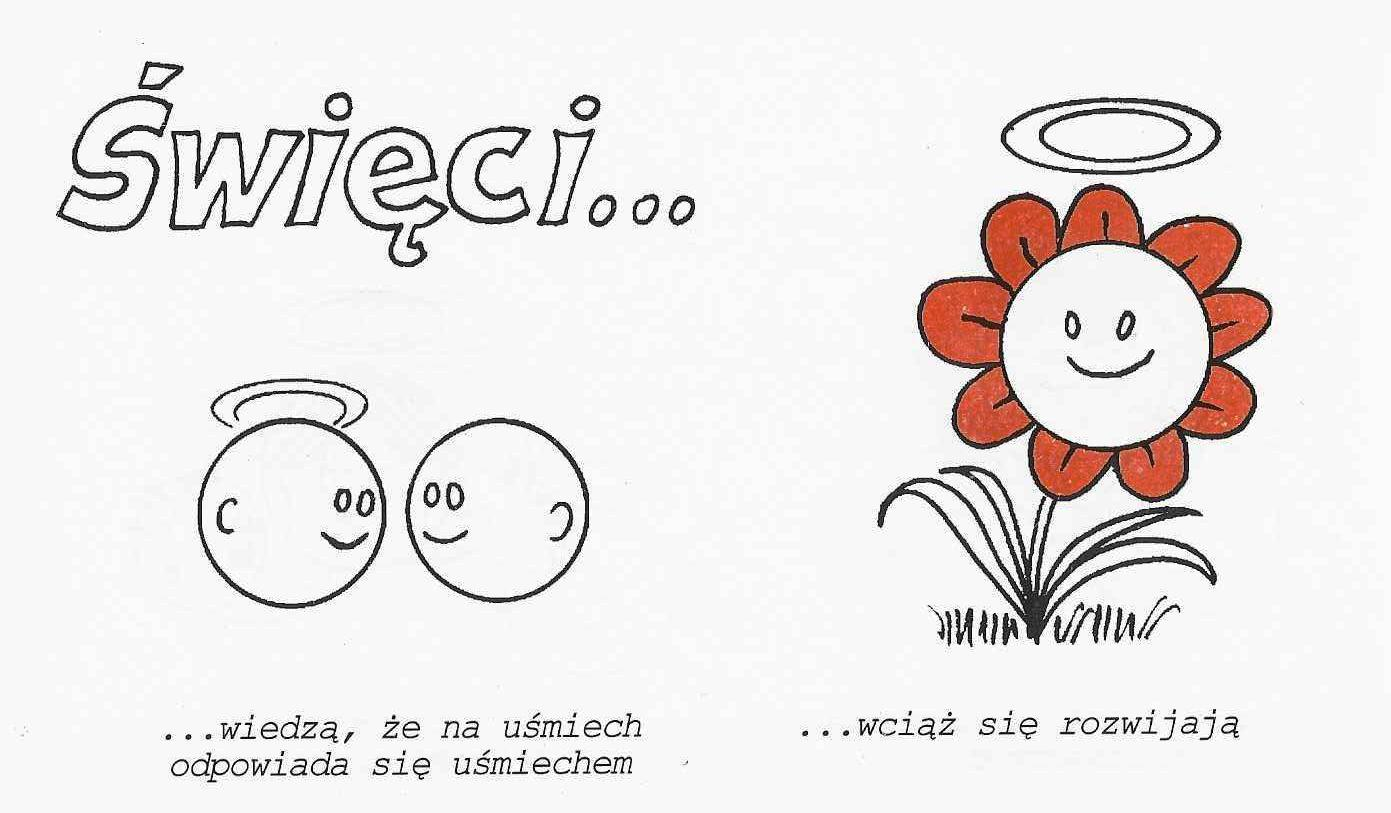 Święci...
...wiedzą, że na uśmiech
odpowiada się uśmiechem
...wciąż się rozwijają